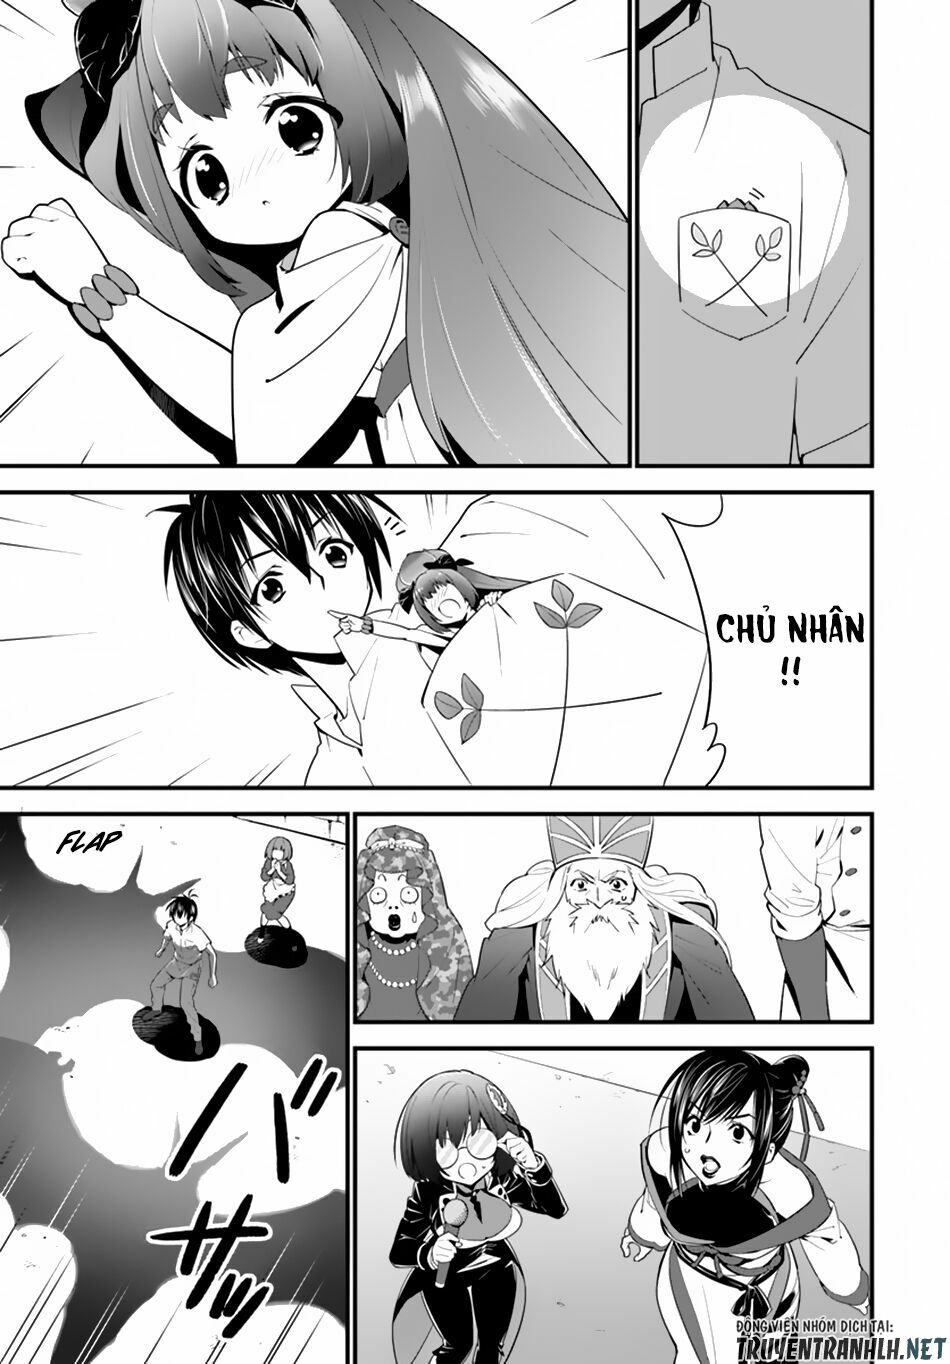 CHỦ NHÂN
!!
FLAP
バサッ
ĐỘNG VIÊN NHÓM DỊCH TẠI:
TRUYENTRANHLH.NET